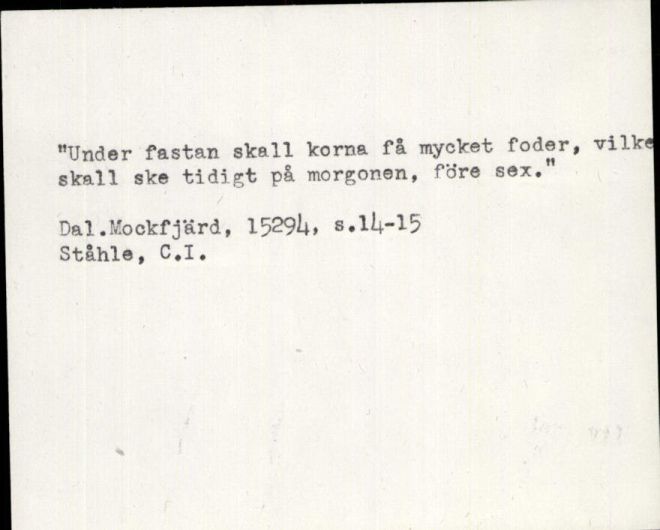 "Under fastan skall korna få mycket foder, vilke
skall ske tidigt på morgonen, före sex."
Dal.Mockfjärd, 15294, s.14-15
Ståhle, C.I.